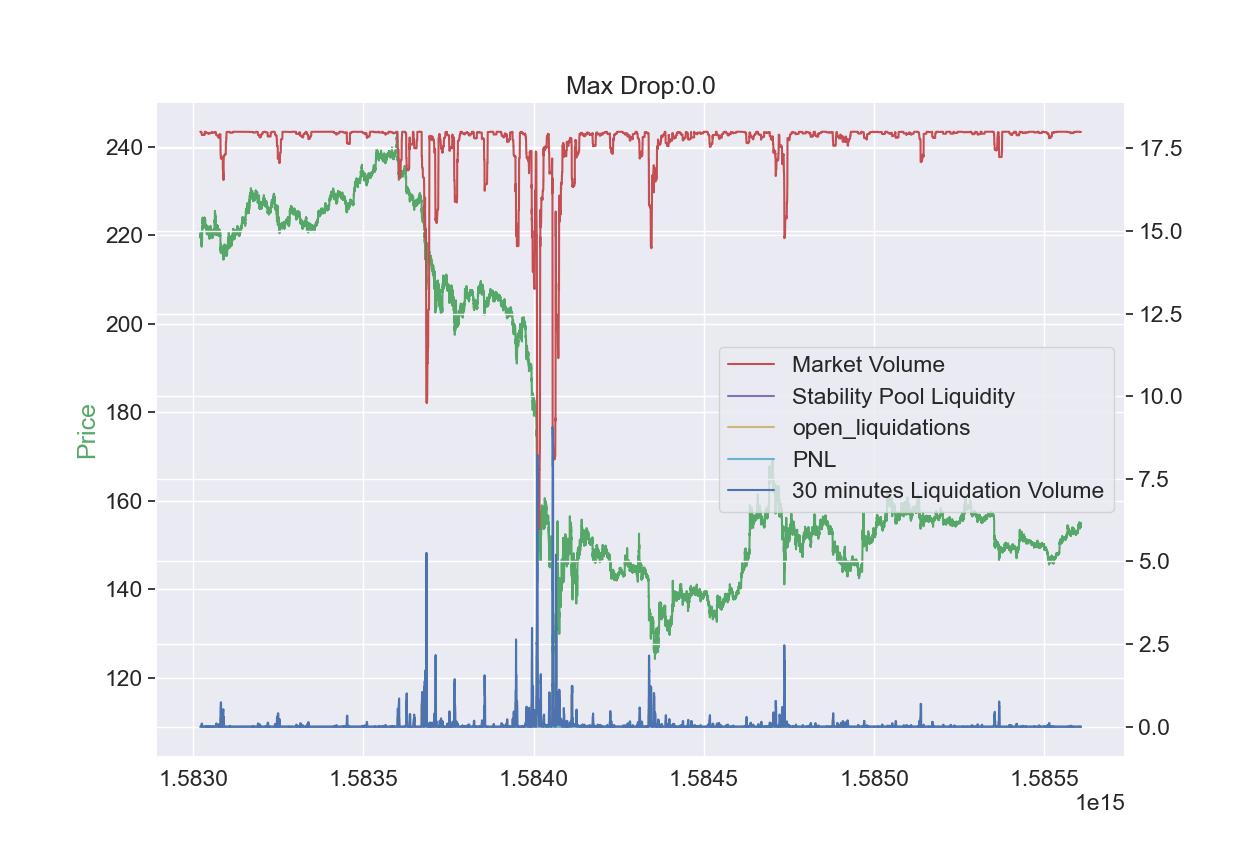 Max Drop:0.0
240
220
200
180
160
140
120
Price
17.5
15.0
12.5
10.0
7.5
5.0
2.5
0.0
Market Volume
Stability Pool Liquidity
open_liquidations
PNL
30 minutes Liquidation Volume
1.5830 1.5835 1.5840 1.5845 1.5850 1.5855
1e15